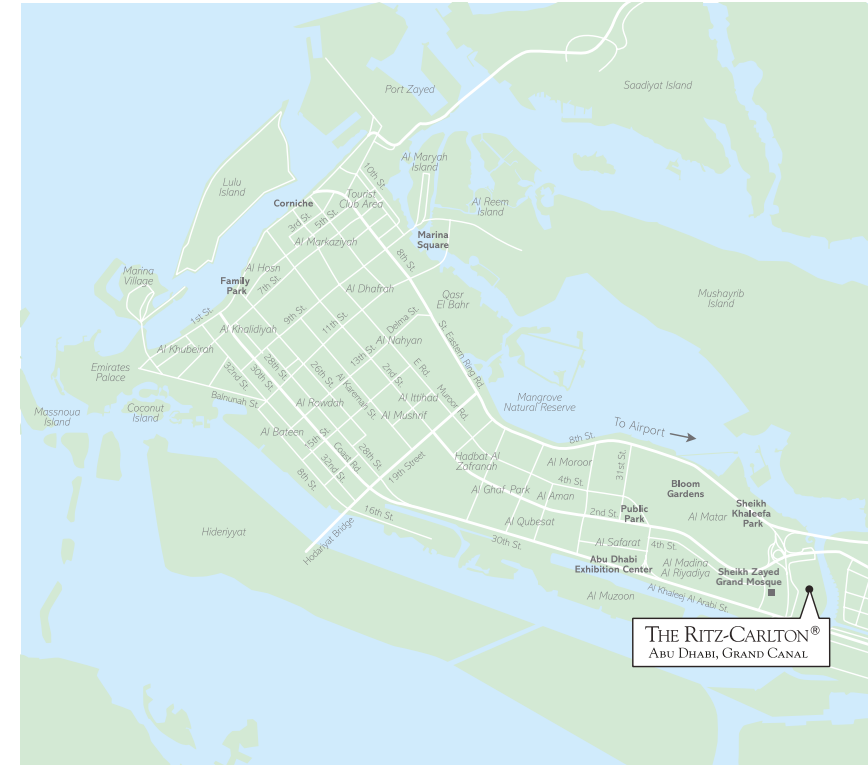 Port Zayed
Saadiyat Island
Al Maryah
Island
10th St.
Lulu
Island
Tourist
Club Area
Al Reem
Island
Corniche
3rd St.
5th St.
Marina
Square
Al Markaziyah
8th St.
Al Hosn
Marina
Village
Family
Park
7th St.
Al Dhafrah
Qasr
El Bahr
Mushayrib
Island
1st St.
9th St.
11th St.
Delma St.
Al Khalidiyah
Al Nahyan
St. Eastern Ring Rd.
Al Khubeirah
13th St.
Emirates
Palace
32nd St.
30th St.
28th St.
26th St.
Al Karemah St.
2nd St.
E Rd.
Muroor Rd.
Bainunah St.
Al Rowdah
Al Ittihad
Mangrove
Natural Reserve
Massnoua
Island
Coconut
Island
Al Mushrif
To Airport
Al Bateen
15th St.
Coast Rd.
8th St.
32nd St.
28th St.
19th Street
Hadbat Al
Zafranah
Al Moroor
31st St.
8th St.
4th St.
Al Ghaf Park
Al Aman
Bloom
Gardens
16th St.
2nd St.
Public
Park
Sheikh
Khaleefa
Park
Al Matar
Al Qubesat
Hideriyyat
Hodariyat Bridge
30th St.
Al Safarat
4th St.
Abu Dhabi
Exhibition Center
Al Madina
Al Riyadiya
Sheikh Zayed
Grand Mosque
Al Muzoon
Al Khaleej Al Arabi St.
The Ritz-Carlton®
Abu Dhabi, Grand Canal